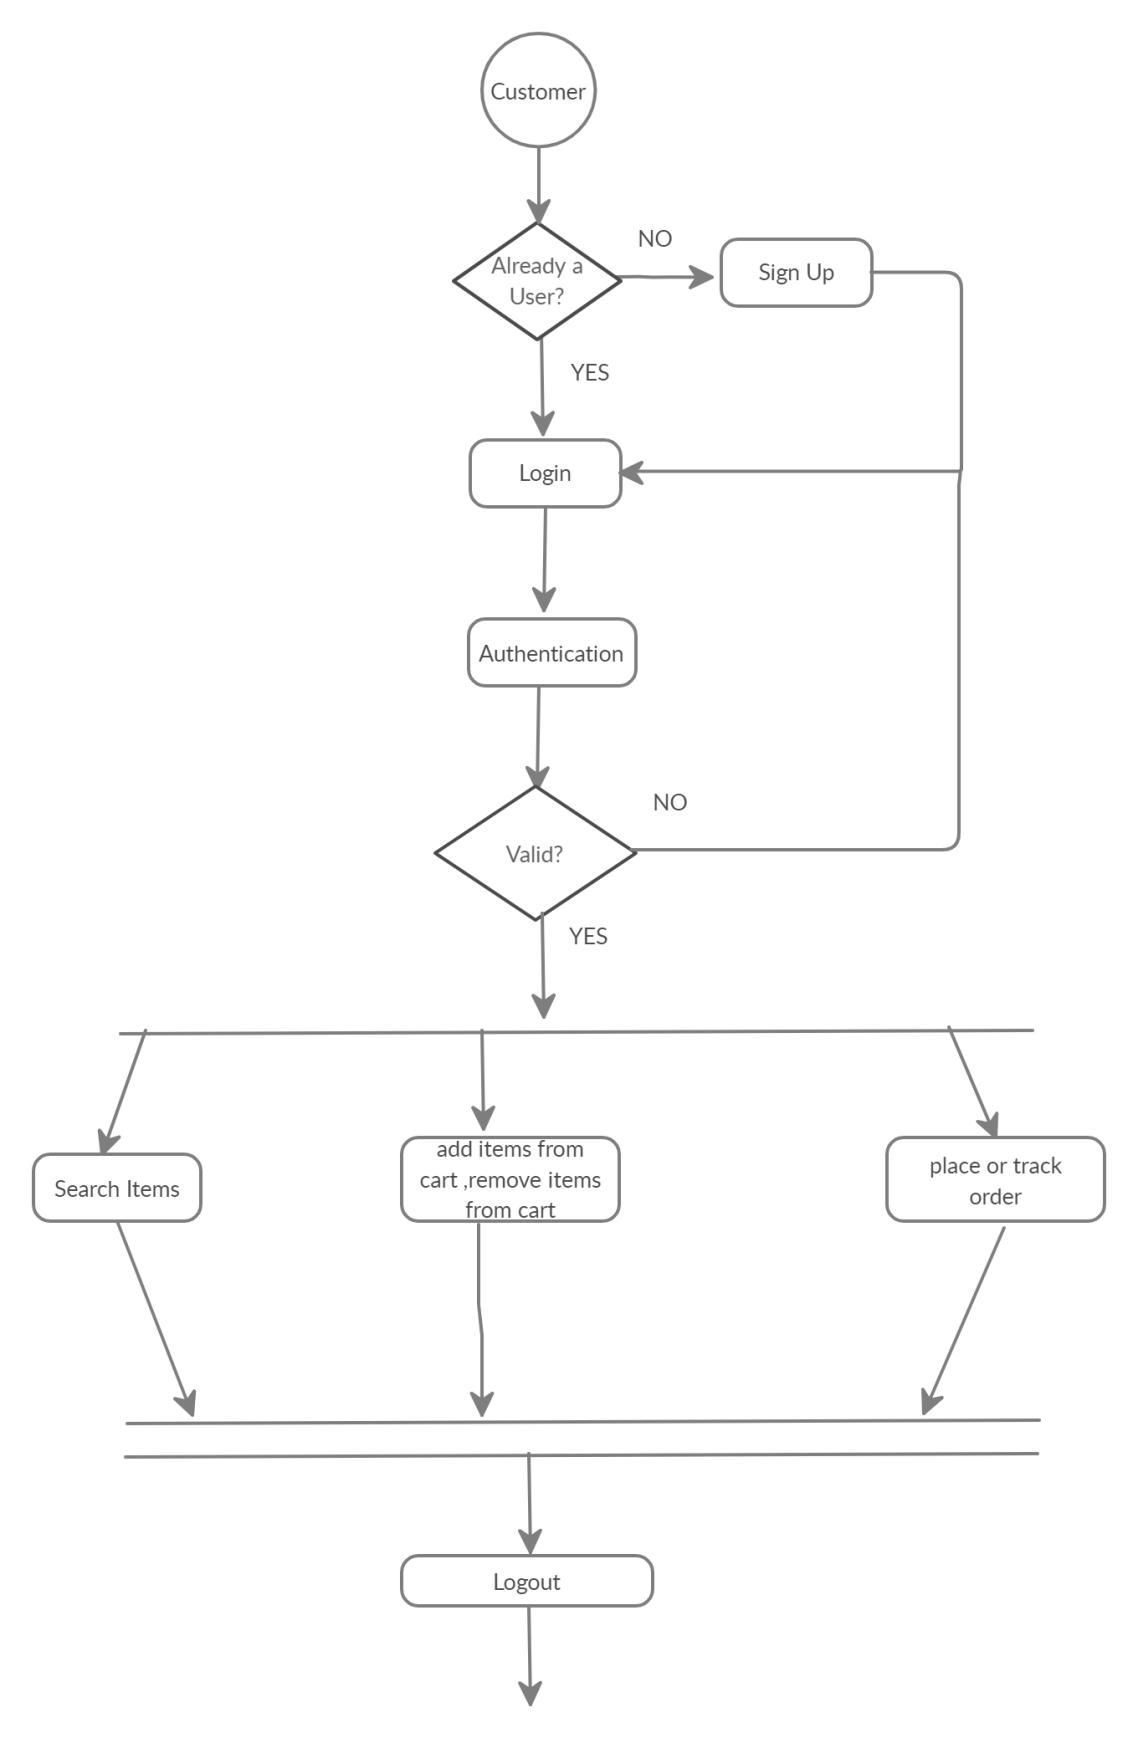 Customer
Already a
User?
NO
Sign Up
YES
Login
Authentication
Valid?
NO
YES
Search Items
add items from
cart ,remove items
from cart
place or track
order
Logout